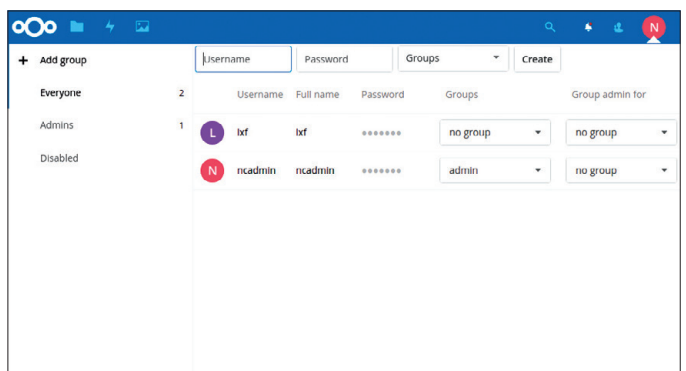 N
+ Add group
Username Password Groups Create
Everyone 2
Username Full name Password Groups Group admin for
Admins 1
L lxf lxf ••••••• no group no group
Disabled
N ncadmin ncadmin ••••••• admin no group